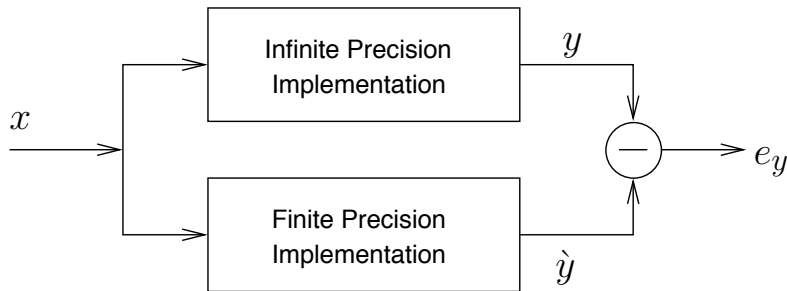 Infinite Precision
Implementation
y
x
−
e_y
Finite Precision
Implementation
ỳ